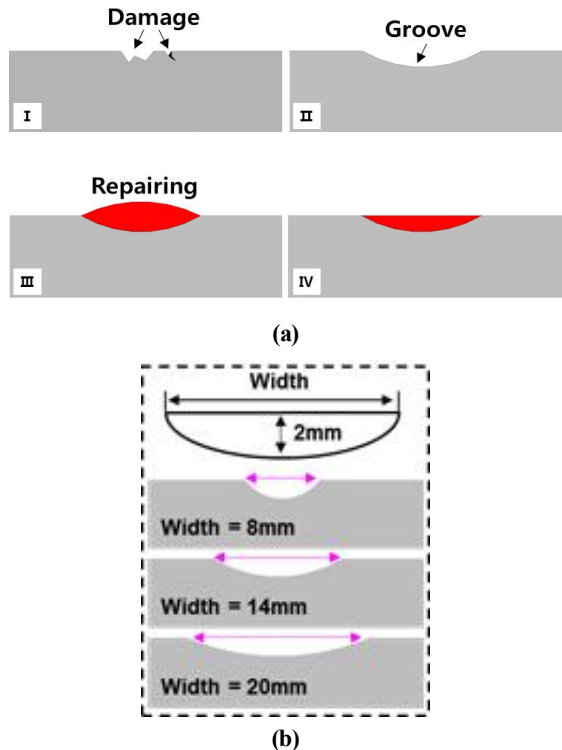 Damage
I
Groove
II
Repairing
III
IV
(a)
Width
2mm
Width = 8mm
Width = 14mm
Width = 20mm
(b)